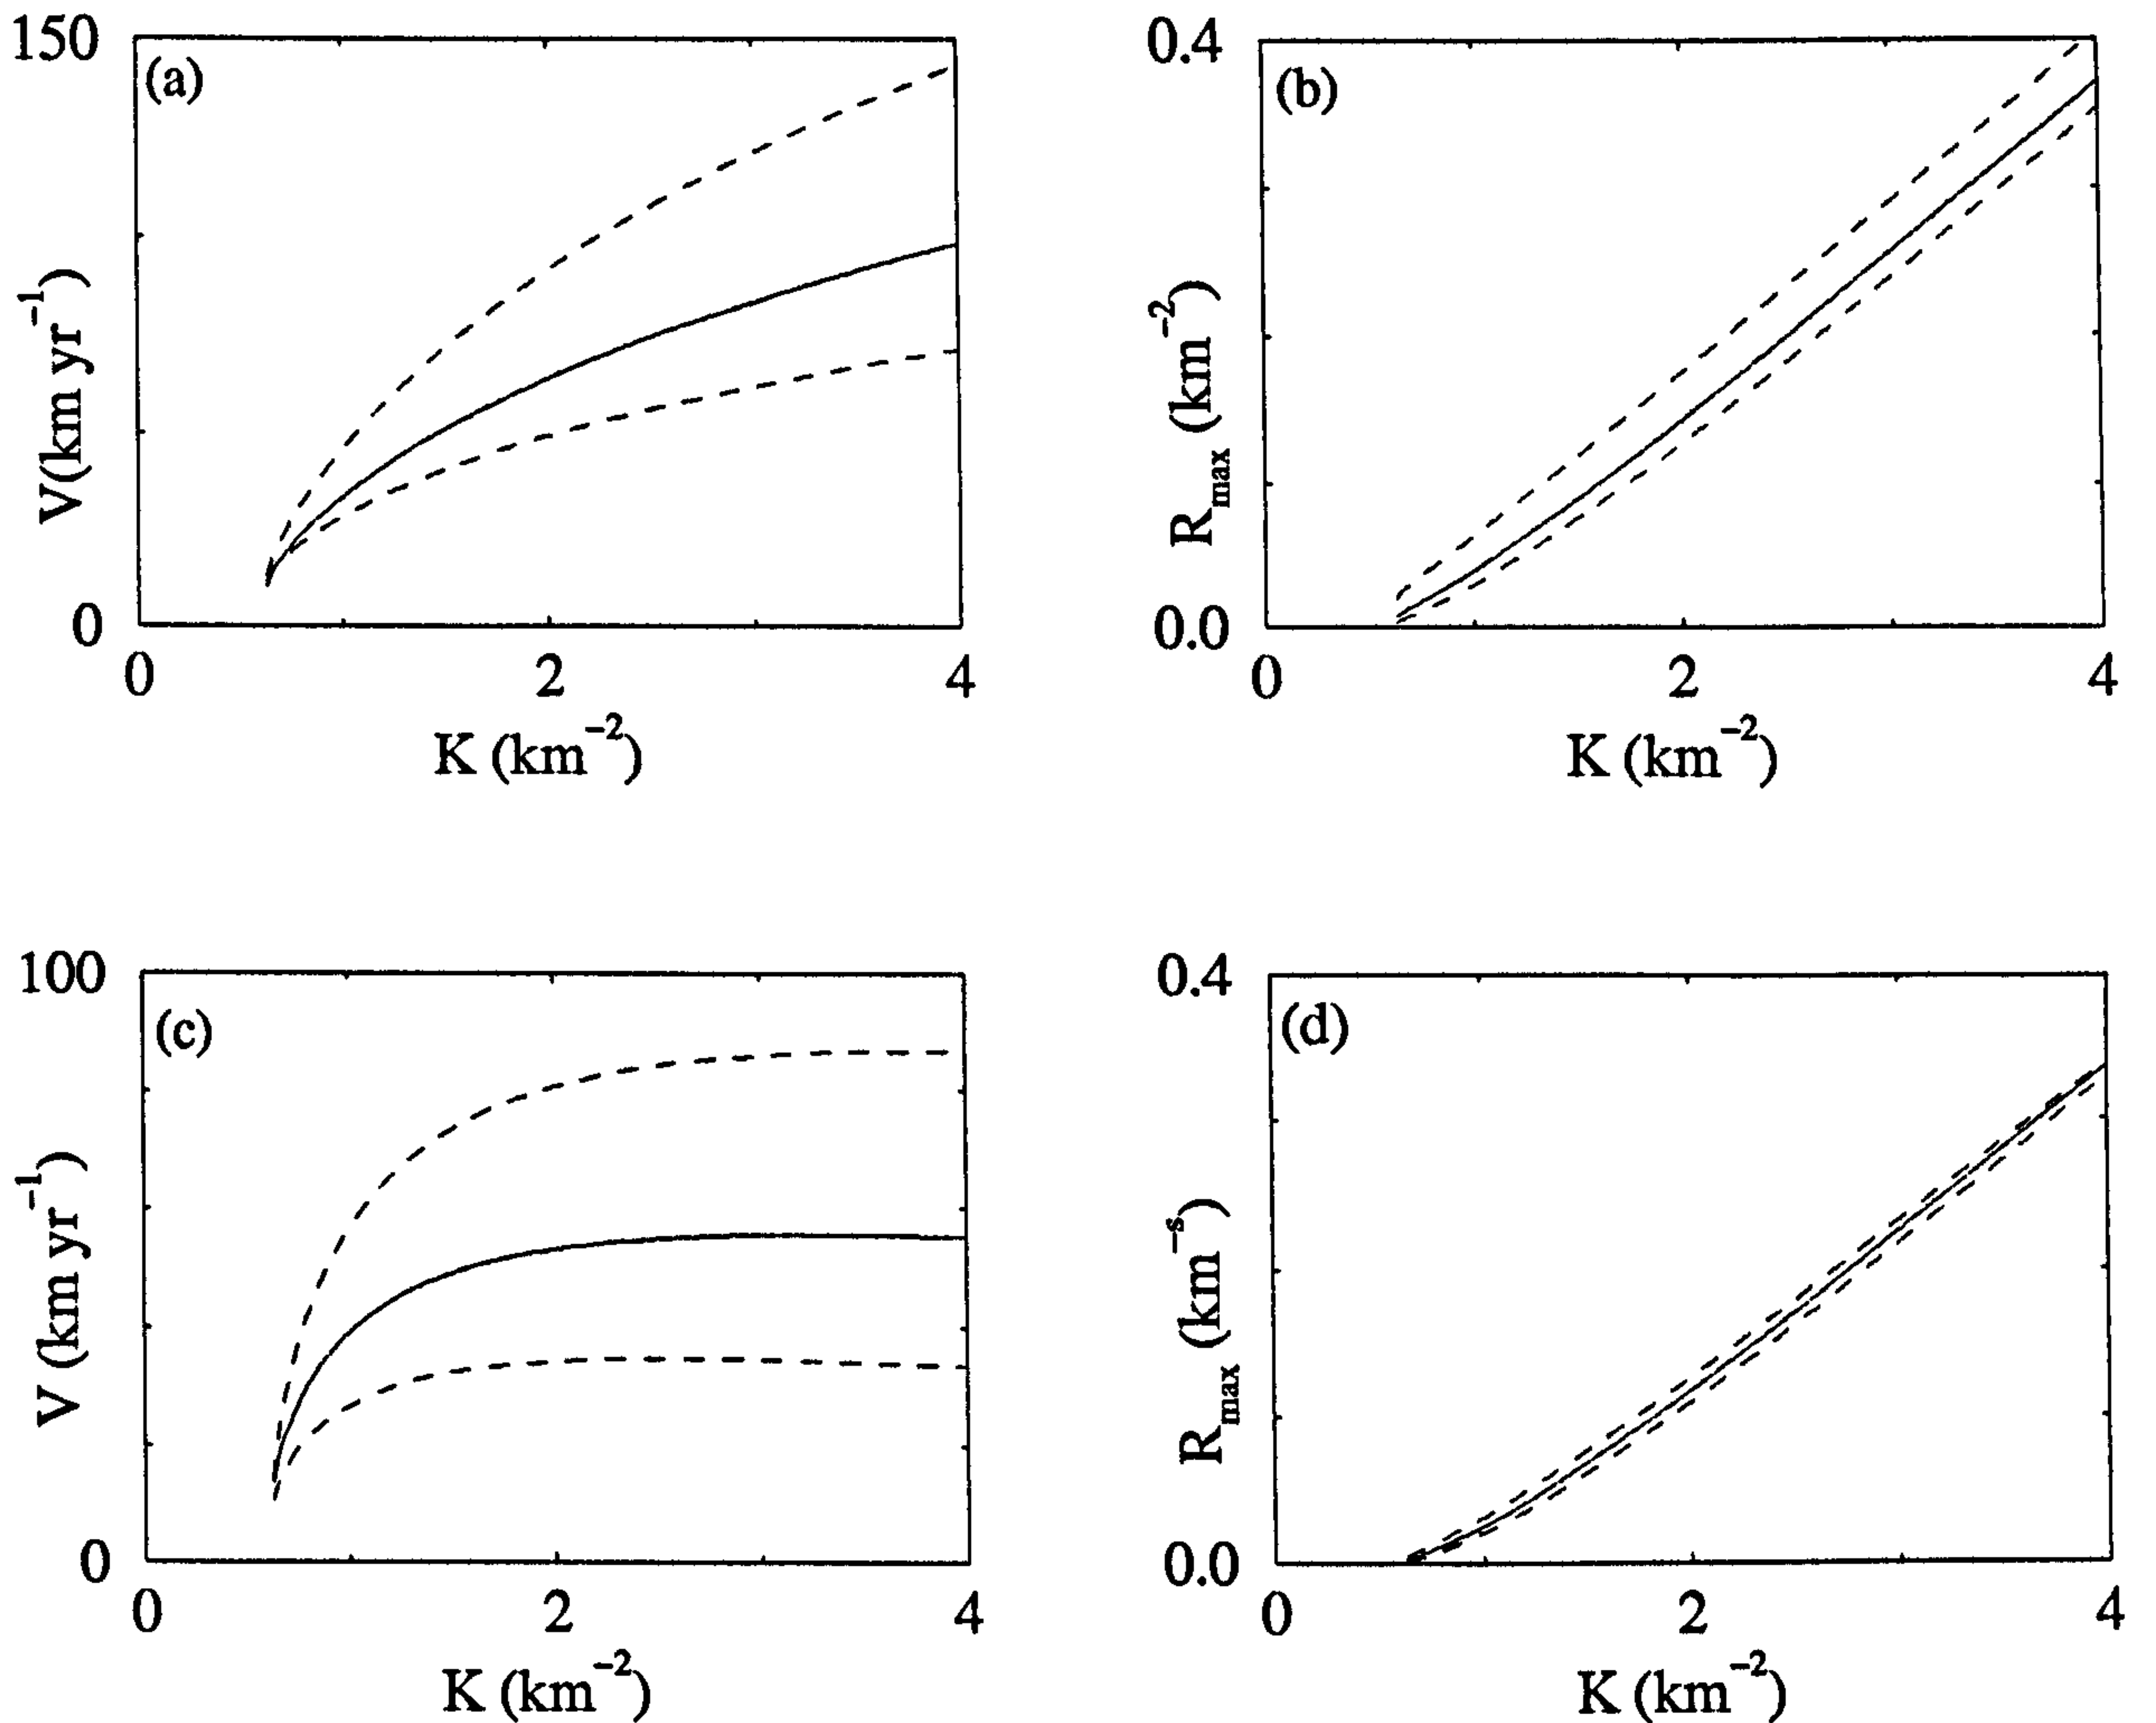 150
(a)
V(km yr⁻¹)
0
0 2 4
K (km⁻²)
0.4
(b)
R_max (km⁻²)
0.0
0 2 4
K (km⁻²)
100
(c)
V (km yr⁻¹)
0
0 2 4
K (km⁻²)
0.4
(d)
R_max (km⁻ˢ)
0.0
0 2 4
K (km⁻²)